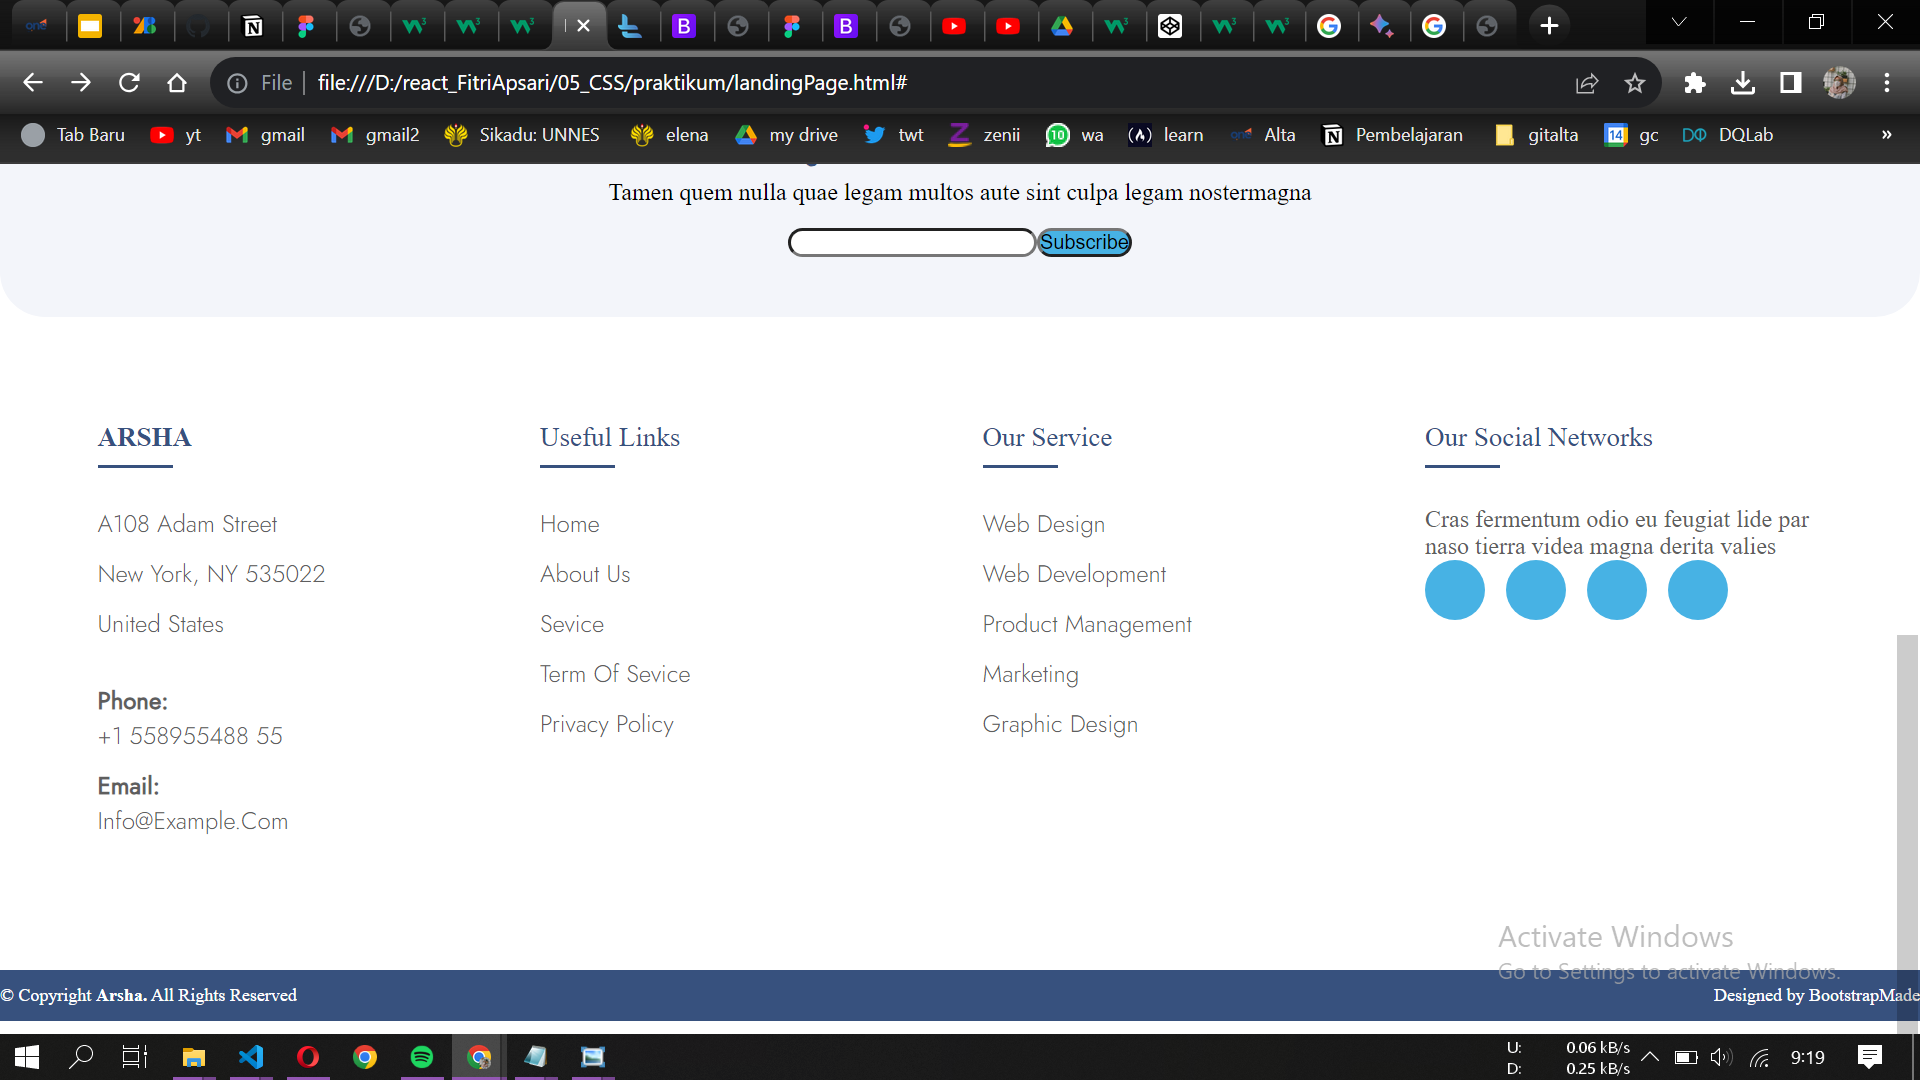 File
file:///D:/react_FitriApsari/05_CSS/praktikum/landingPage.html#
Tab Baru
yt
gmail
gmail2
Sikadu: UNNES
elena
my drive
twt
zenii
10
wa
learn
Alta
Pembelajaran
gitalta
14
gc
DQLab
»
Tamen quem nulla quae legam multos aute sint culpa legam nostermagna
Subscribe
ARSHA
A108 Adam Street
New York, NY 535022
United States
Phone:
+1 558955488 55
Email:
Info@Example.Com
Useful Links
Home
About Us
Sevice
Term Of Sevice
Privacy Policy
Our Service
Web Design
Web Development
Product Management
Marketing
Graphic Design
Our Social Networks
Cras fermentum odio eu feugiat lide par
naso tierra videa magna derita valies
Activate Windows
Go to Settings to activate Windows.
© Copyright Arsha. All Rights Reserved
Designed by BootstrapMade
U: 0.06 kB/s
D: 0.25 kB/s
9:19